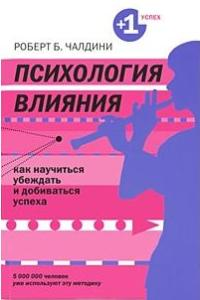 +1
УСПЕХ
РОБЕРТ Б. ЧАЛДИНИ
ПСИХОЛОГИЯ
ВЛИЯНИЯ
как научиться
убеждать
и добиваться
успеха
5 000 000 человек
уже используют эту методику